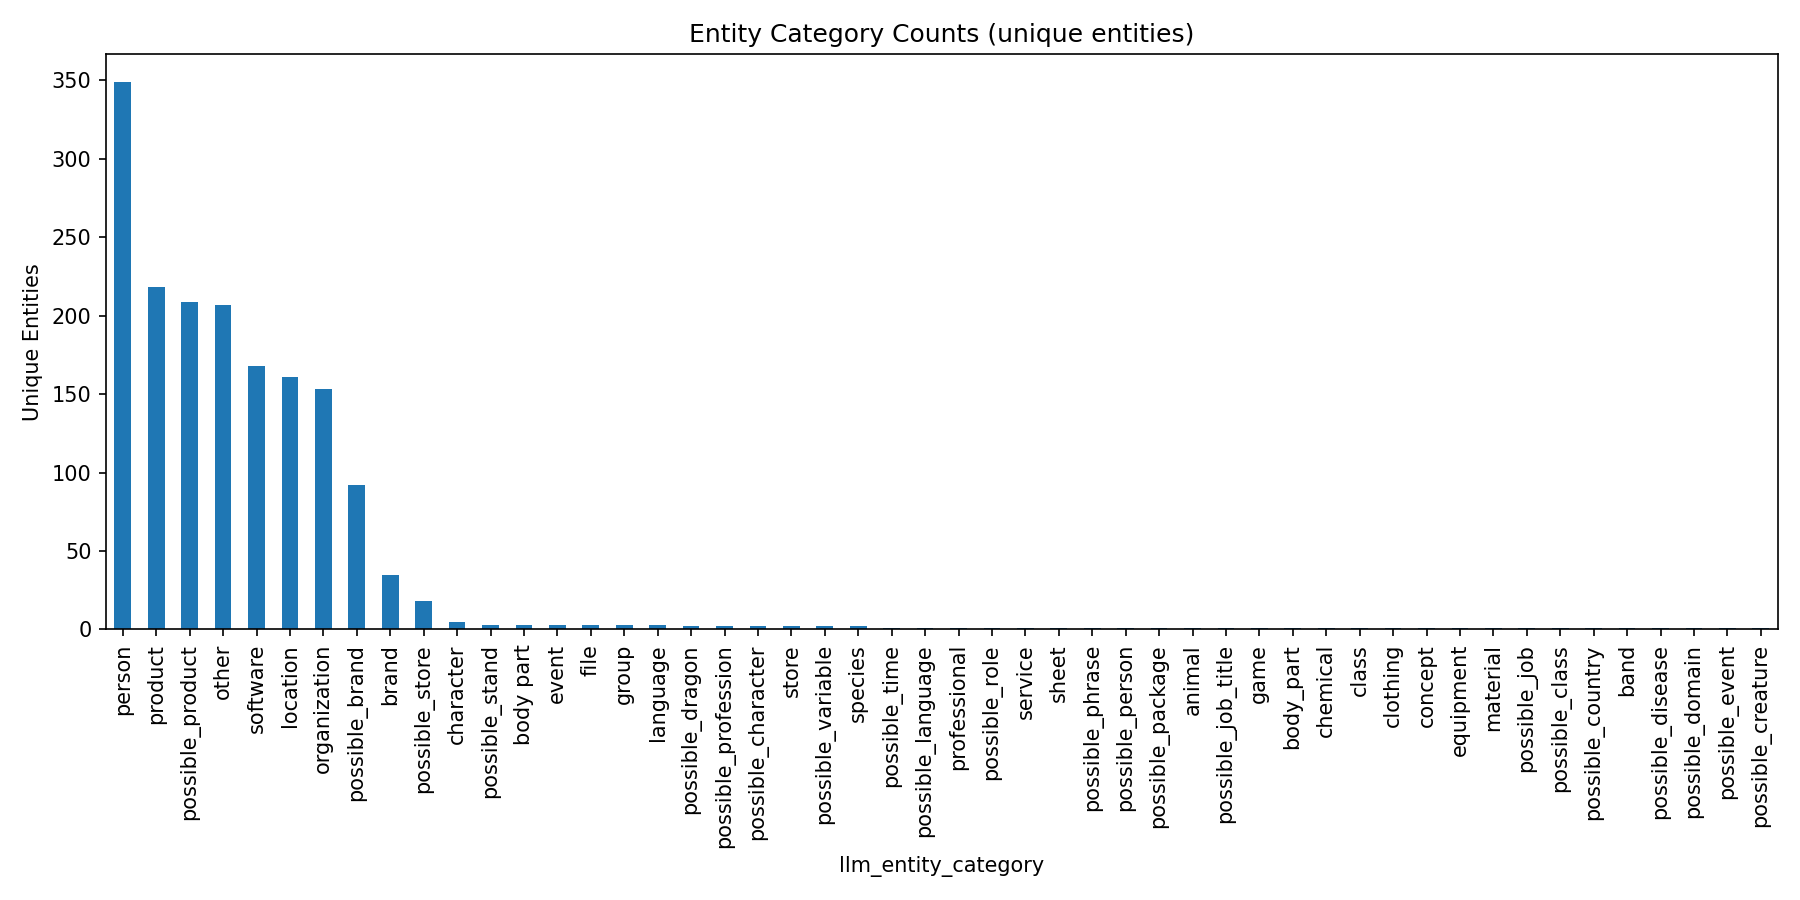 Entity Category Counts (unique entities)
Unique Entities
350
300
250
200
150
100
50
0
person
product
possible_product
other
software
location
organization
possible_brand
brand
possible_store
character
possible_stand
body part
event
file
group
language
possible_dragon
possible_profession
possible_character
store
possible_variable
species
possible_time
possible_language
professional
possible_role
service
sheet
possible_phrase
possible_person
possible_package
animal
possible_job_title
game
body_part
chemical
class
clothing
concept
equipment
material
possible_job
possible_class
possible_country
band
possible_disease
possible_domain
possible_event
possible_creature
llm_entity_category